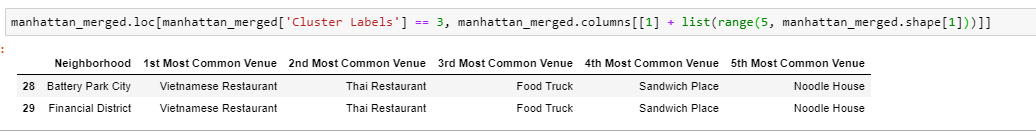 manhattan_merged.loc[manhattan_merged['Cluster Labels'] == 3, manhattan_merged.columns[[1] + list(range(5, manhattan_merged.shape[1]))]]
:
Neighborhood 1st Most Common Venue 2nd Most Common Venue 3rd Most Common Venue 4th Most Common Venue 5th Most Common Venue
28 Battery Park City Vietnamese Restaurant Thai Restaurant Food Truck Sandwich Place Noodle House
29 Financial District Vietnamese Restaurant Thai Restaurant Food Truck Sandwich Place Noodle House